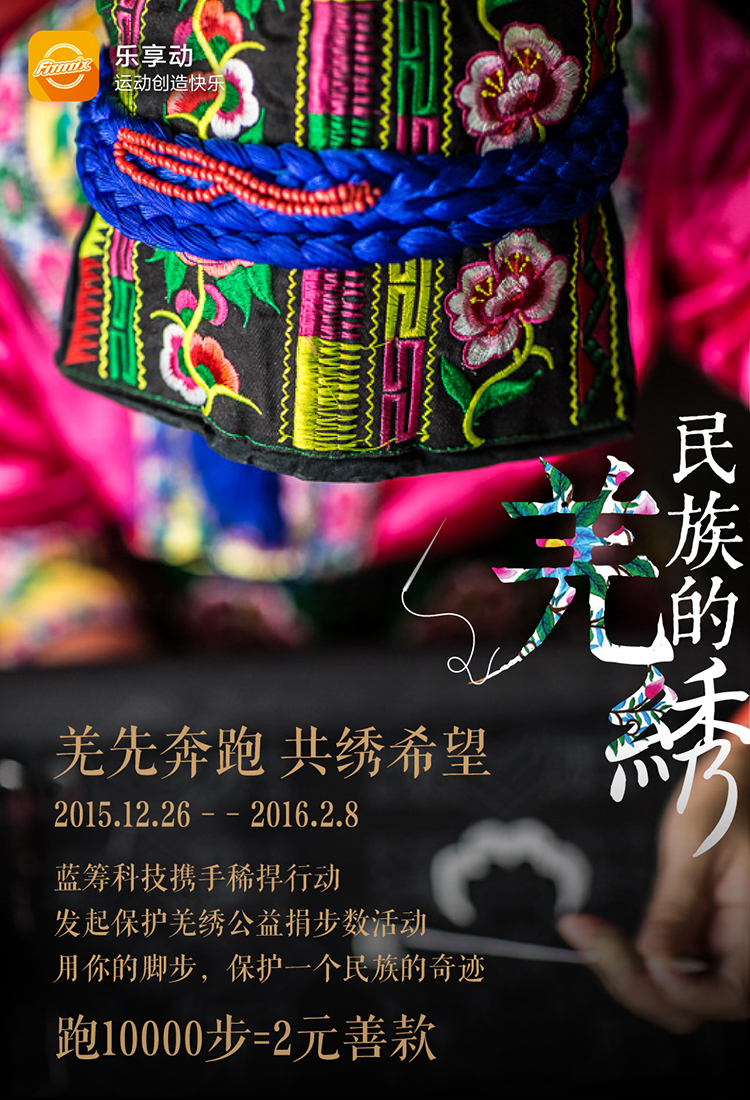 Fitmix
乐享动
运动创造快乐
民族的
羌繡
羌先奔跑 共绣希望
2015.12.26 - - 2016.2.8
蓝筹科技携手稀捍行动
发起保护羌绣公益捐步数活动
用你的脚步，保护一个民族的奇迹
跑10000步=2元善款